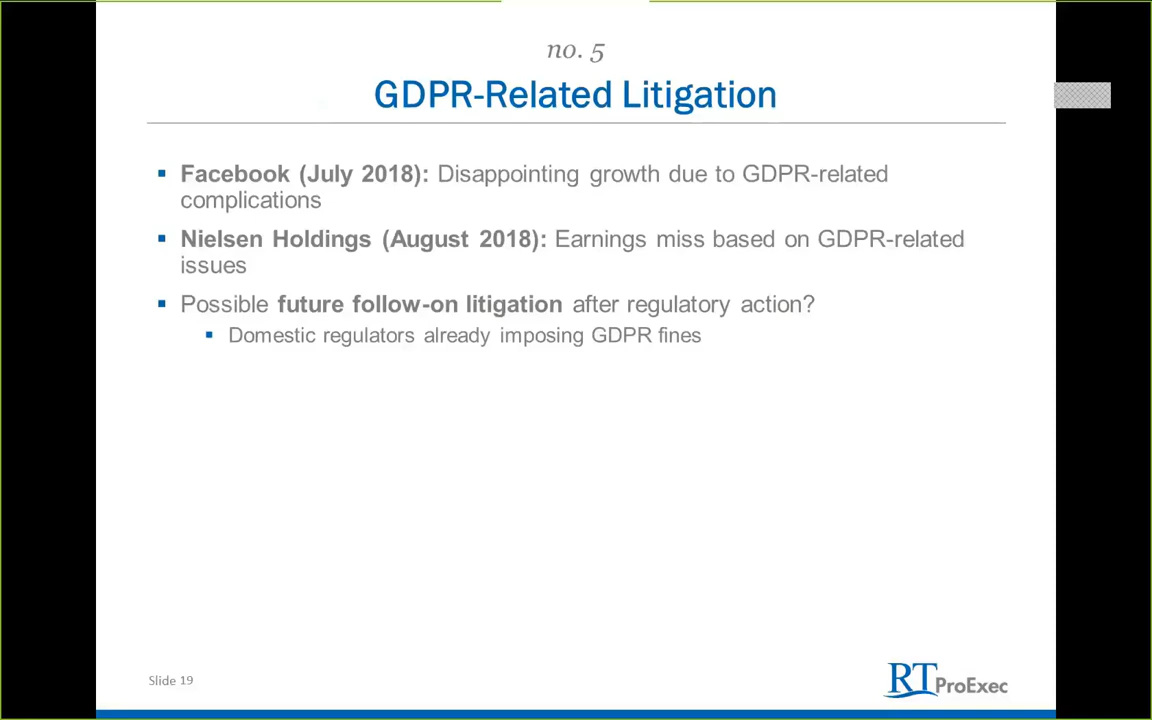 no. 5
GDPR-Related Litigation
Facebook (July 2018): Disappointing growth due to GDPR-related
complications
Nielsen Holdings (August 2018): Earnings miss based on GDPR-related
issues
Possible future follow-on litigation after regulatory action?
Domestic regulators already imposing GDPR fines
Slide 19
RT ProExec